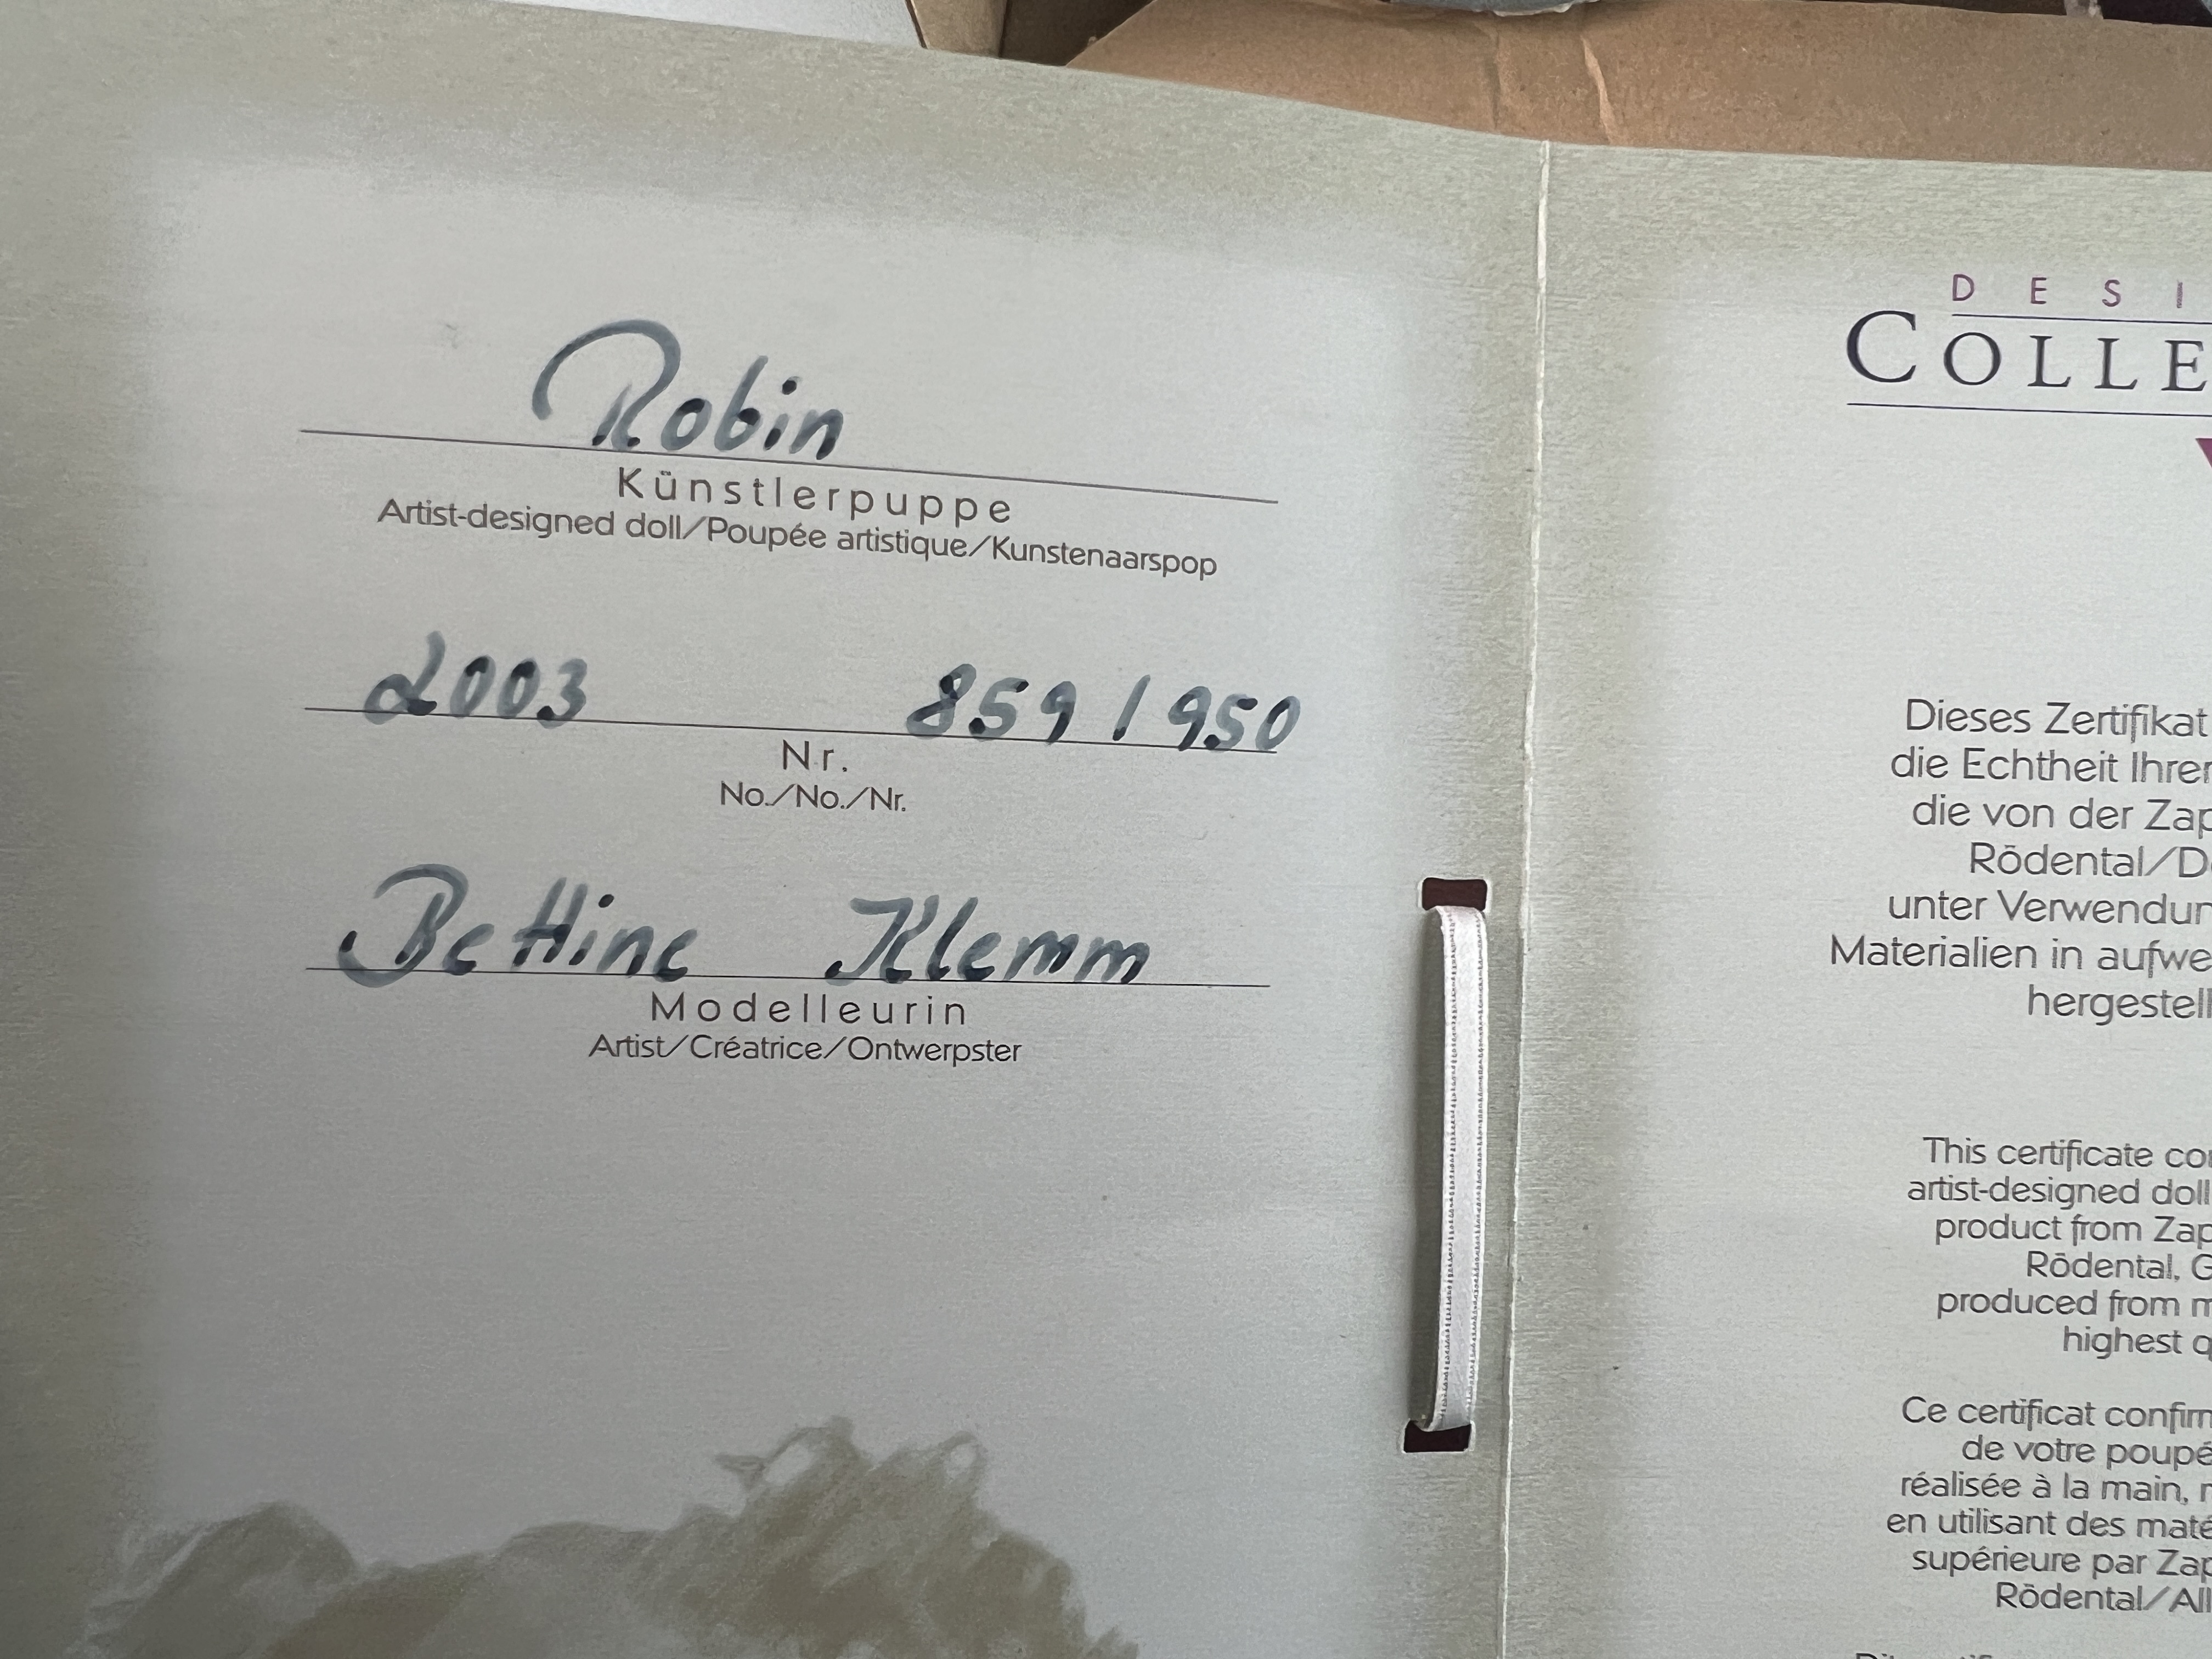 Robin
Künstlerpuppe
Artist-designed doll/Poupée artistique/Kunstenaarspop
2003 859/950
Nr.
No./No./Nr.
Bettine Klemm
Modelleurin
Artist/Créatrice/Ontwerpster
DESI
COLLE
Dieses Zertifikat
die Echtheit Ihrer
die von der Zap
Rödental/D
unter Verwendun
Materialien in aufwe
hergestell
This certificate co
artist-designed doll
product from Zap
Rödental, G
produced from m
highest q
Ce certificat confirm
de votre poupé
réalisée à la main,
en utilisant des maté
supérieure par Zap
Rödental/All